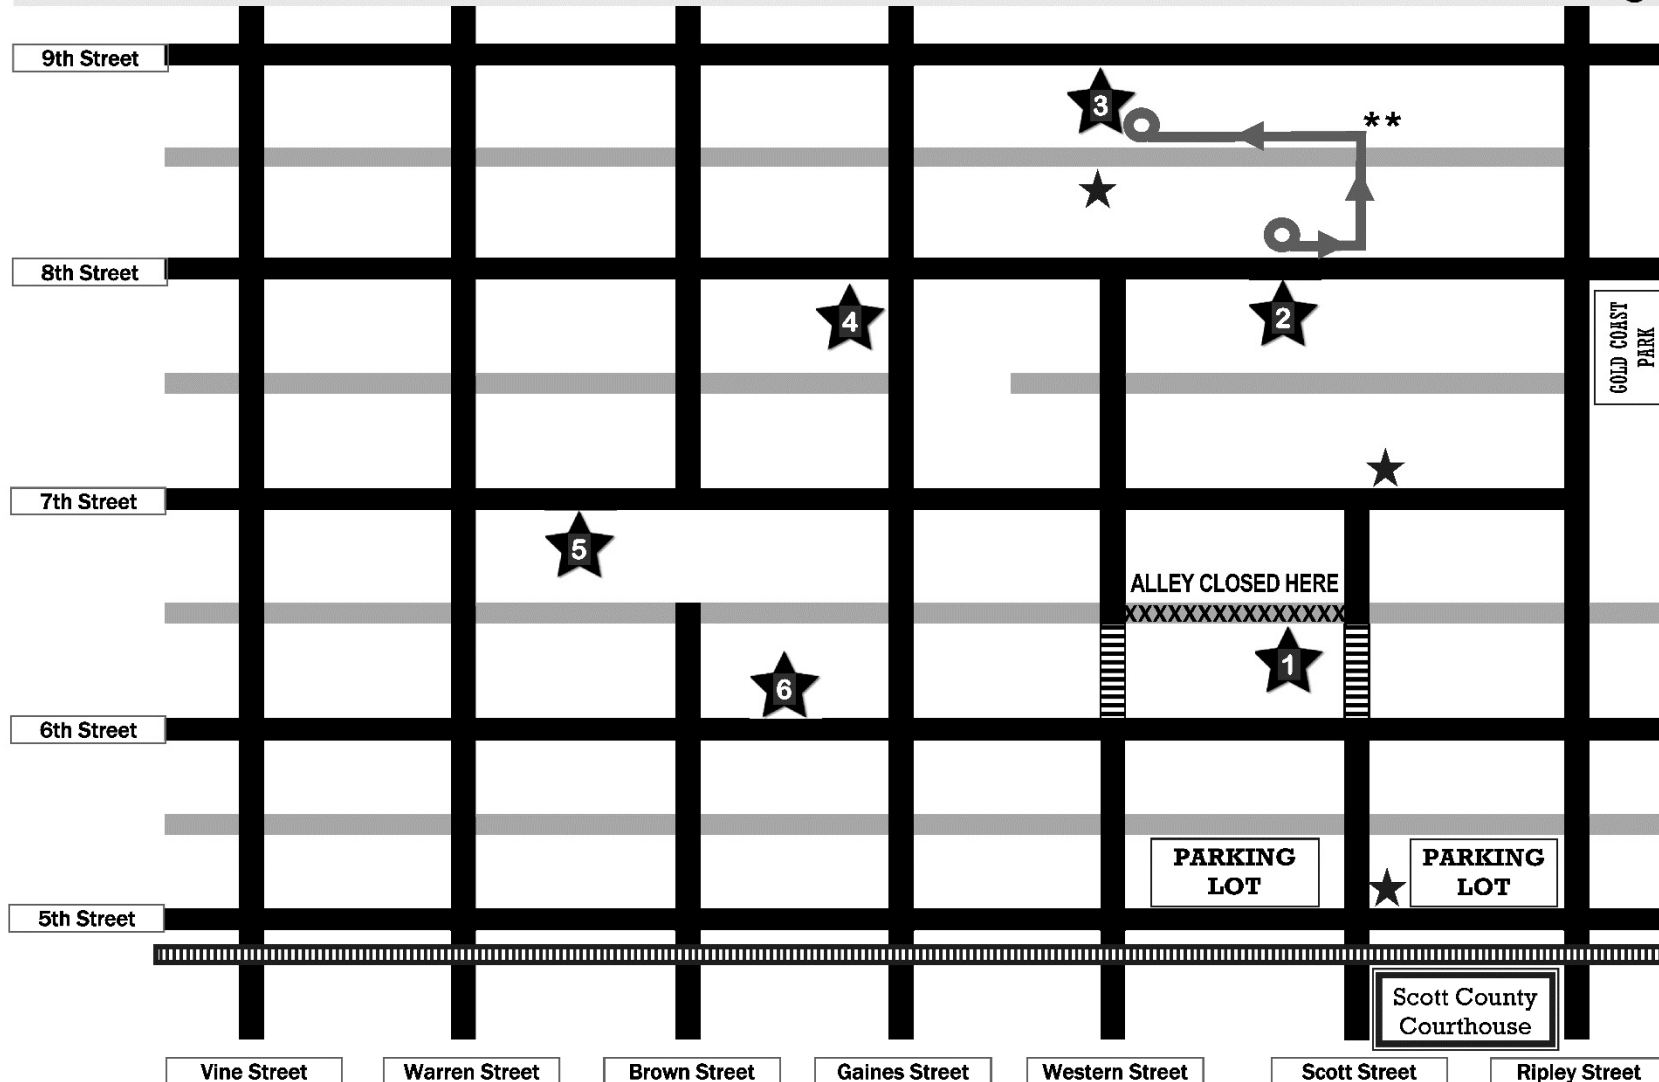 9th Street
3
**
8th Street
4
2
GOLD COAST
PARK
7th Street
5
ALLEY CLOSED HERE
XXXXXXXXXXXXXXX
1
6
6th Street
PARKING
LOT
PARKING
LOT
5th Street
Scott County
Courthouse
Vine Street
Warren Street
Brown Street
Gaines Street
Western Street
Scott Street
Ripley Street